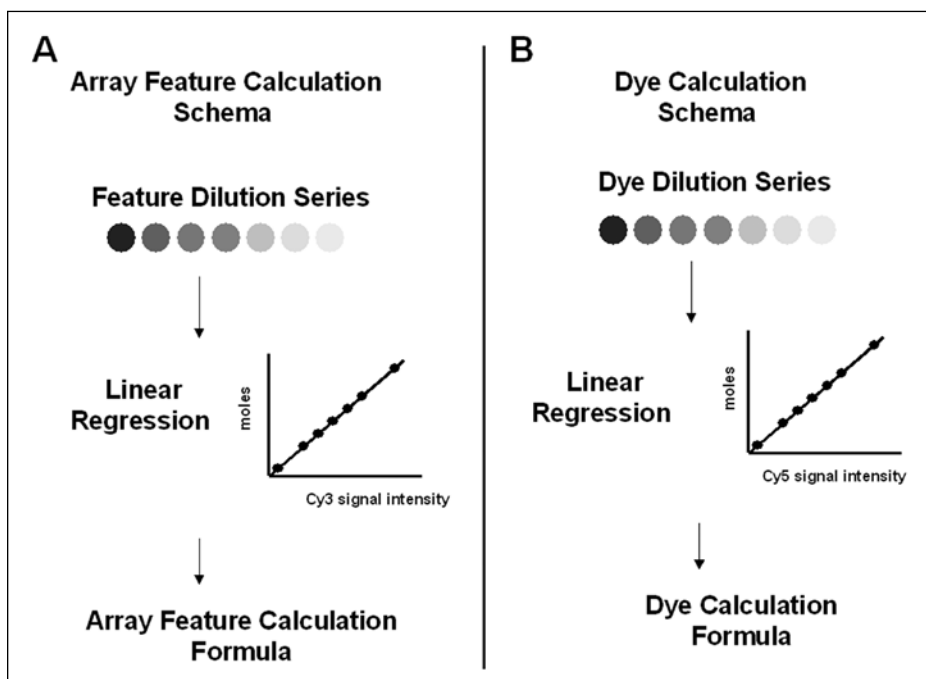 A
Array Feature Calculation
Schema
Feature Dilution Series
Linear
Regression
moles
Cy3 signal intensity
Array Feature Calculation
Formula
B
Dye Calculation
Schema
Dye Dilution Series
Linear
Regression
moles
Cy5 signal intensity
Dye Calculation
Formula